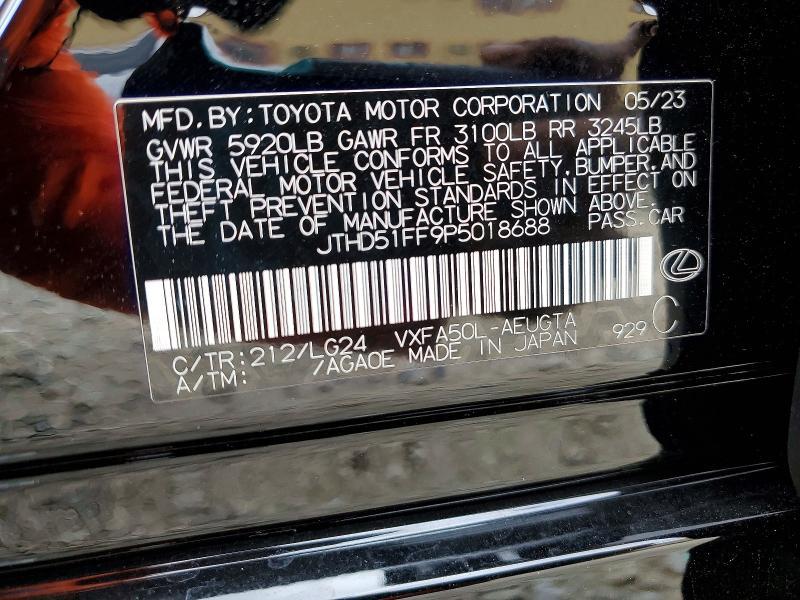 MFD. BY: TOYOTA MOTOR CORPORATION 05/23
GVWR 5920LB GAWR FR 3100LB RR 3245LB
THIS VEHICLE CONFORMS TO ALL APPLICABLE
FEDERAL MOTOR VEHICLE SAFETY, BUMPER, AND
THEFT PREVENTION STANDARDS IN EFFECT ON
THE DATE OF MANUFACTURE SHOWN ABOVE.
JTHD51FF9P5018688 PASS.CAR
C/TR:212/LG24 VXFA50L-AEUGTA
A/TM: /AGA0E MADE IN JAPAN 929 C